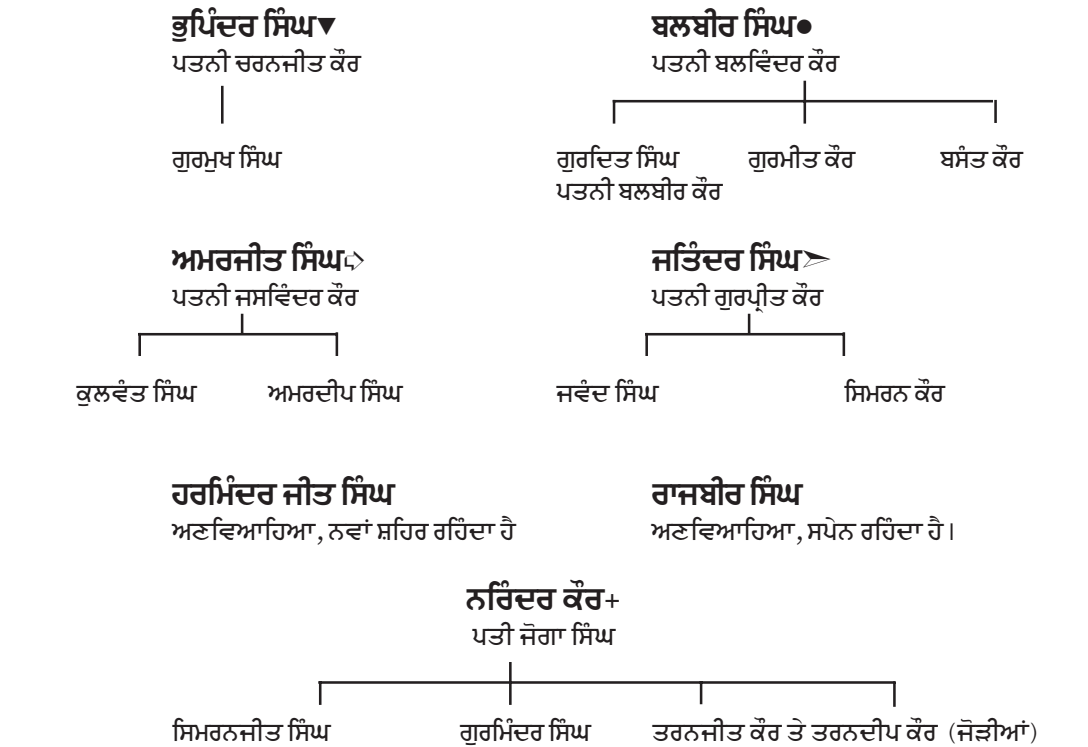 ਭੁਪਿੰਦਰ ਸਿੰਘ▼
ਪਤਨੀ ਚਰਨਜੀਤ ਕੌਰ
ਗੁਰਮੁਖ ਸਿੰਘ
ਬਲਬੀਰ ਸਿੰਘ●
ਪਤਨੀ ਬਲਵਿੰਦਰ ਕੌਰ
ਗੁਰਦਿਤ ਸਿੰਘ
ਪਤਨੀ ਬਲਬੀਰ ਕੌਰ
ਗੁਰਮੀਤ ਕੌਰ
ਬਸੰਤ ਕੌਰ
ਅਮਰਜੀਤ ਸਿੰਘ➪
ਪਤਨੀ ਜਸਵਿੰਦਰ ਕੌਰ
ਕੁਲਵੰਤ ਸਿੰਘ
ਅਮਰਦੀਪ ਸਿੰਘ
ਜਤਿੰਦਰ ਸਿੰਘ➢
ਪਤਨੀ ਗੁਰਪ੍ਰੀਤ ਕੌਰ
ਜਵੰਦ ਸਿੰਘ
ਸਿਮਰਨ ਕੌਰ
ਹਰਮਿੰਦਰ ਜੀਤ ਸਿੰਘ
ਅਣਵਿਆਹਿਆ, ਨਵਾਂ ਸ਼ਹਿਰ ਰਹਿੰਦਾ ਹੈ
ਰਾਜਬੀਰ ਸਿੰਘ
ਅਣਵਿਆਹਿਆ, ਸਪੇਨ ਰਹਿੰਦਾ ਹੈ।
ਨਰਿੰਦਰ ਕੌਰ+
ਪਤੀ ਜੋਗਾ ਸਿੰਘ
ਸਿਮਰਨਜੀਤ ਸਿੰਘ
ਗੁਰਮਿੰਦਰ ਸਿੰਘ
ਤਰਨਜੀਤ ਕੌਰ ਤੇ ਤਰਨਦੀਪ ਕੌਰ (ਜੋੜੀਆਂ)